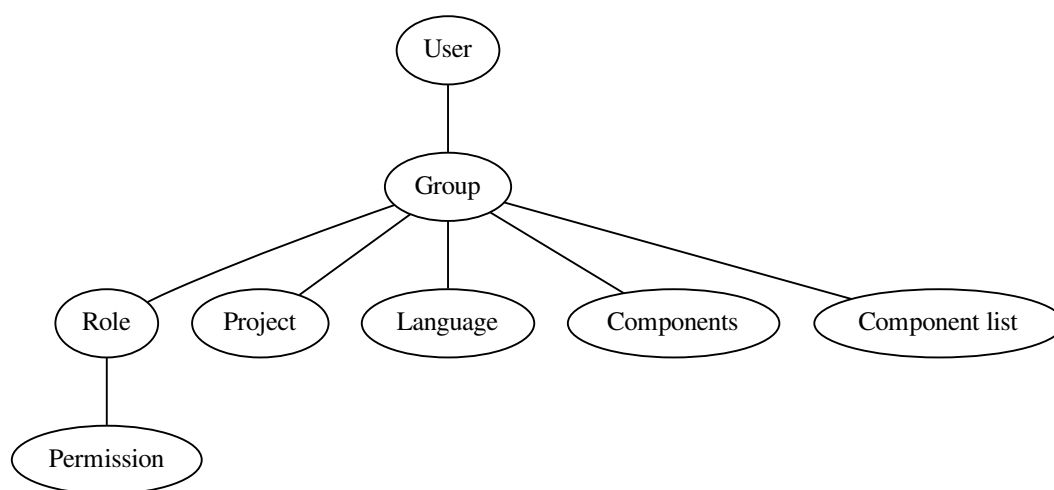 User
Group
Role
Project
Language
Components
Component list
Permission